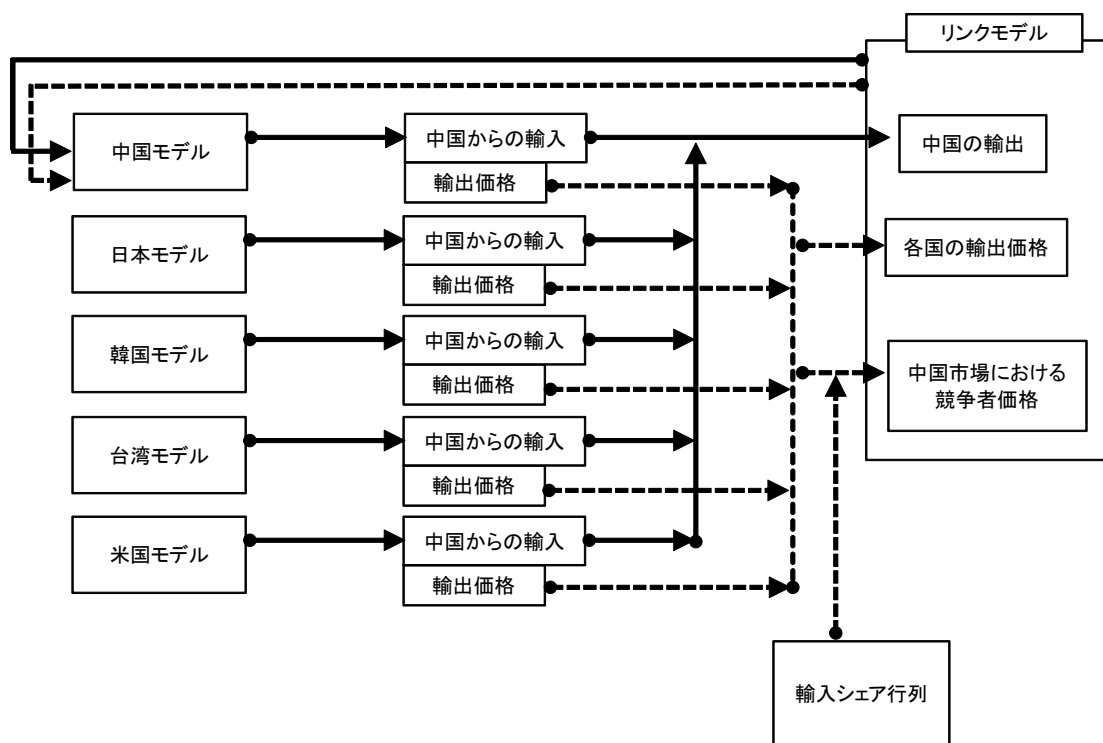 リンクモデル
中国モデル
中国からの輸入
輸出価格
中国の輸出
日本モデル
中国からの輸入
輸出価格
各国の輸出価格
韓国モデル
中国からの輸入
輸出価格
中国市場における
競争者価格
台湾モデル
中国からの輸入
輸出価格
米国モデル
中国からの輸入
輸出価格
輸入シェア行列